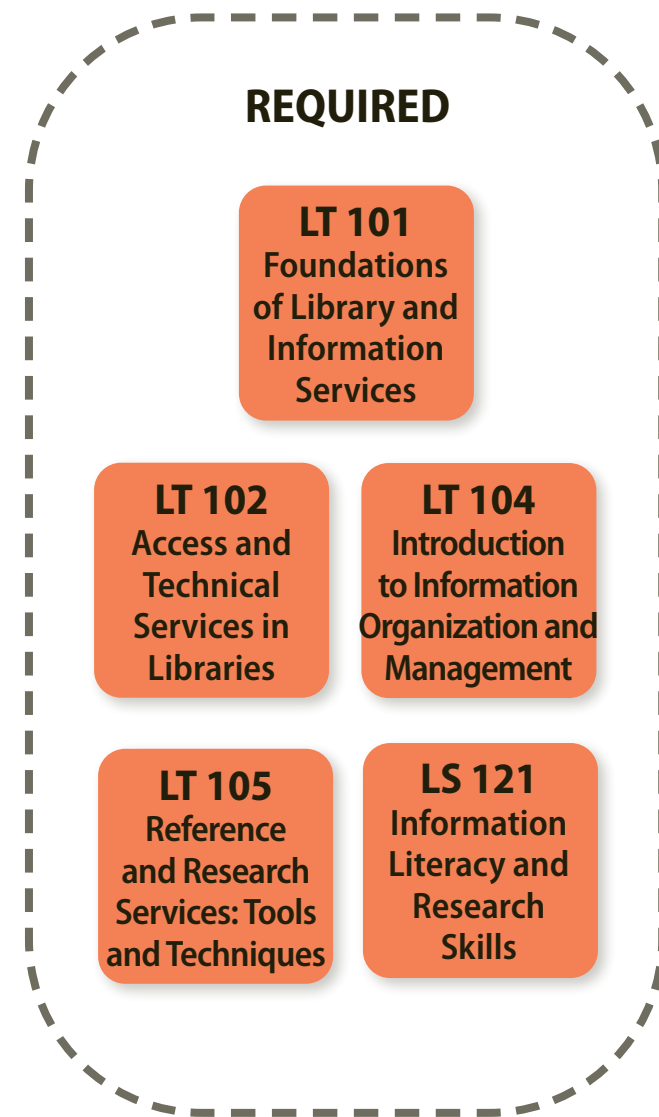 REQUIRED
LT 101
Foundations
of Library and
Information
Services
LT 102
Access and
Technical
Services in
Libraries
LT 104
Introduction
to Information
Organization and
Management
LT 105
Reference
and Research
Services: Tools
and Techniques
LS 121
Information
Literacy and
Research
Skills